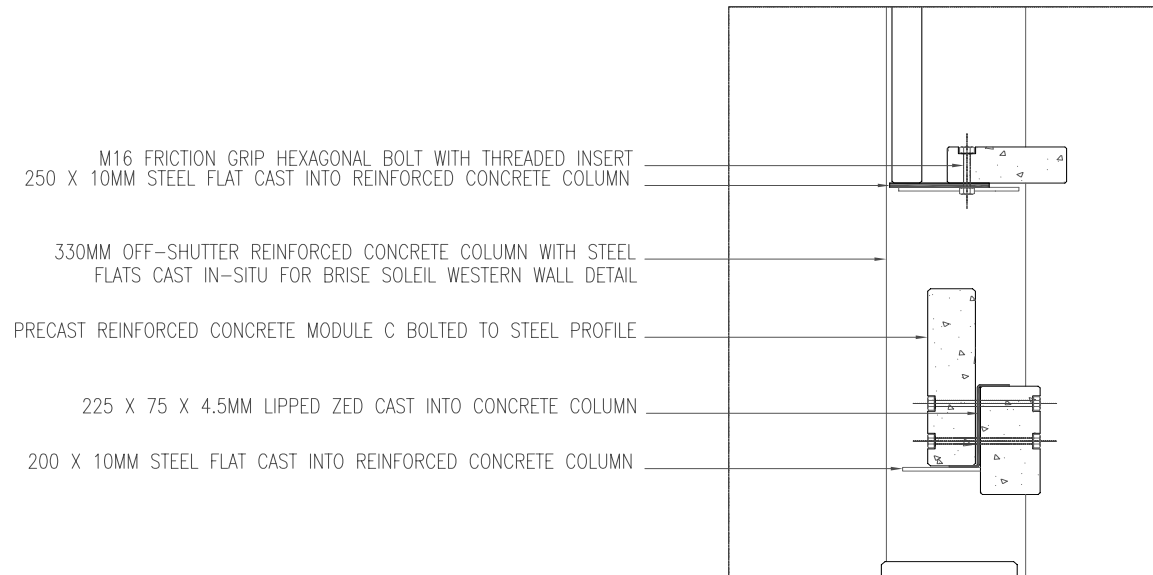 M16 FRICTION GRIP HEXAGONAL BOLT WITH THREADED INSERT
250 X 10MM STEEL FLAT CAST INTO REINFORCED CONCRETE COLUMN
330MM OFF-SHUTTER REINFORCED CONCRETE COLUMN WITH STEEL
FLATS CAST IN-SITU FOR BRISE SOLEIL WESTERN WALL DETAIL
PRECAST REINFORCED CONCRETE MODULE C BOLTED TO STEEL PROFILE
225 X 75 X 4.5MM LIPPED ZED CAST INTO CONCRETE COLUMN
200 X 10MM STEEL FLAT CAST INTO REINFORCED CONCRETE COLUMN